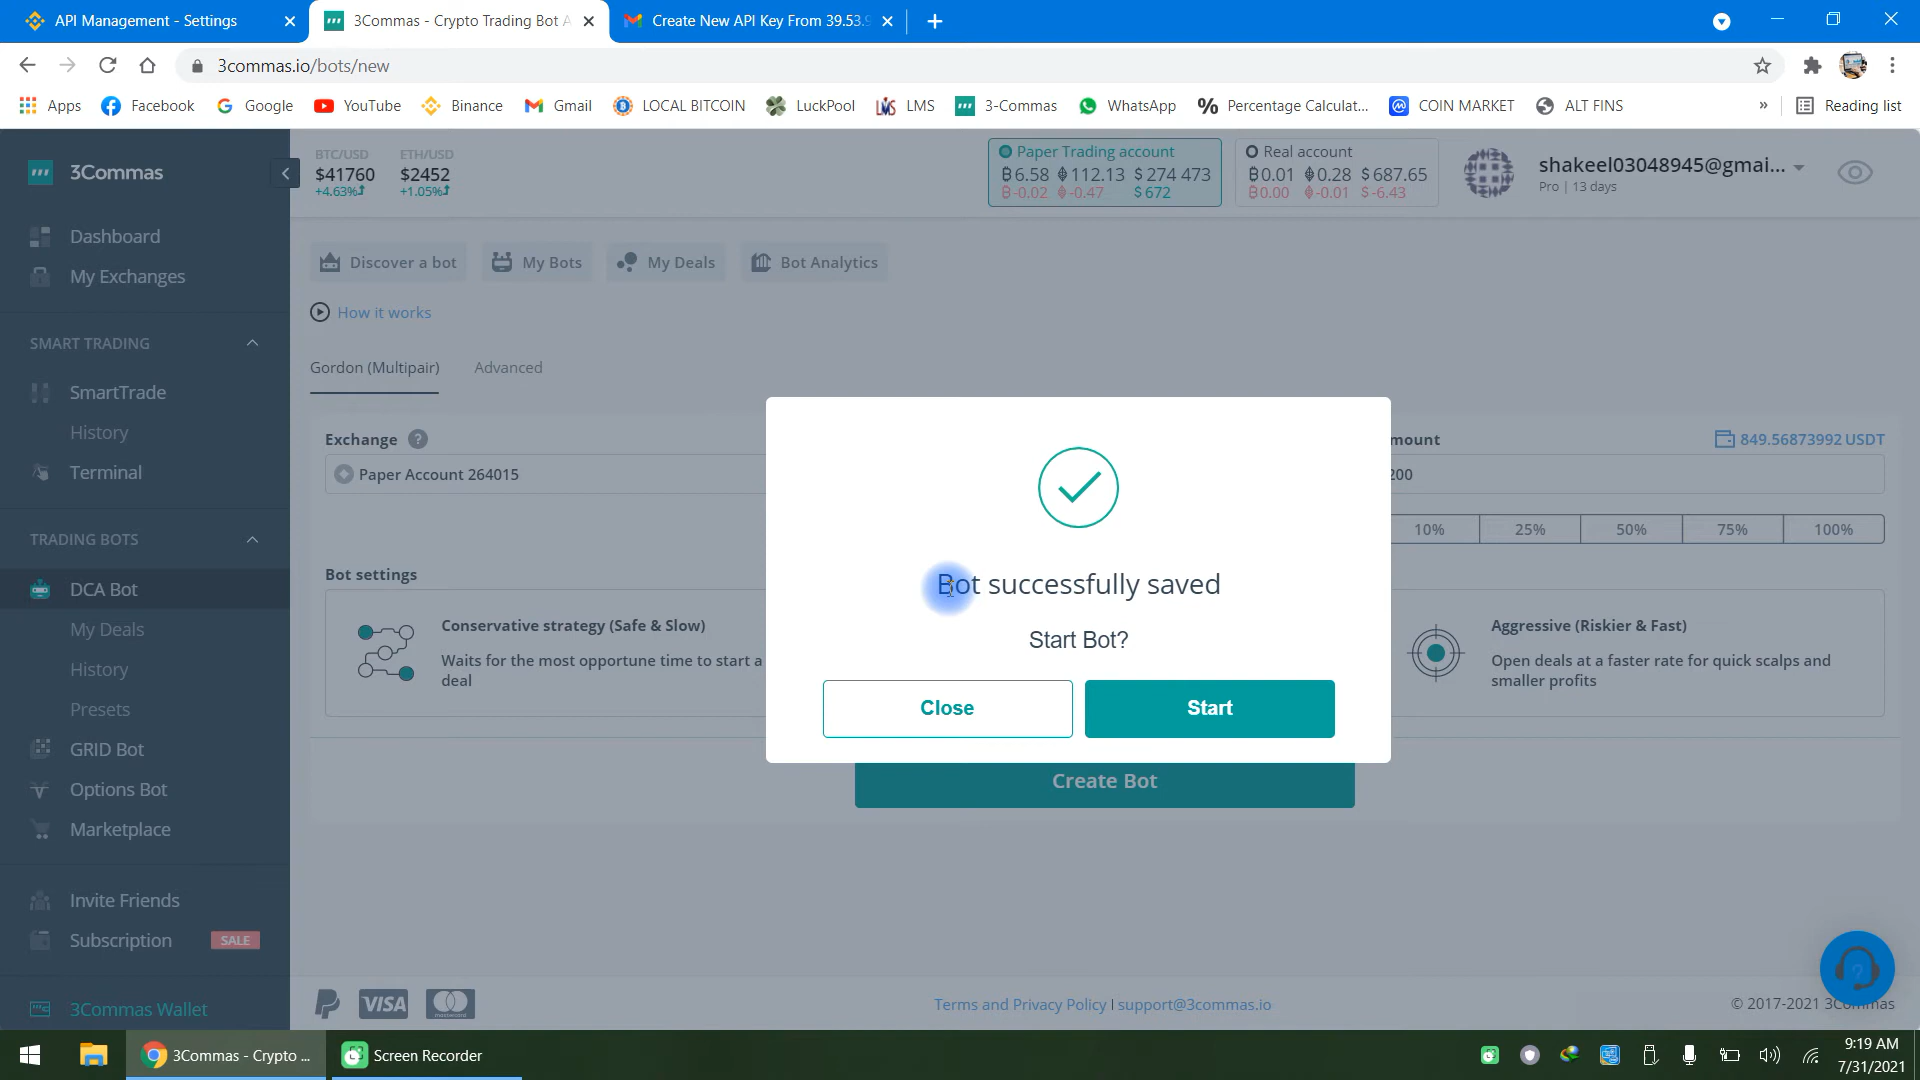 API Management - Settings
3Commas - Crypto Trading Bot A
Create New API Key From 39.53.9
3commas.io/bots/new
Apps
Facebook
Google
YouTube
Binance
Gmail
LOCAL BITCOIN
LuckPool
LMS
3-Commas
WhatsApp
Percentage Calculat...
COIN MARKET
ALT FINS
»
Reading list
3Commas
BTC/USD
$41760
+4.63%
ETH/USD
$2452
+1.05%
Paper Trading account
6.58 112.13 $ 274 473
-0.02 -0.47 $ 672
Real account
0.01 0.28 $ 687.65
0.00 -0.01 $ -6.43
shakeel03048945@gmai...
Pro | 13 days
Dashboard
My Exchanges
SMART TRADING
SmartTrade
History
Terminal
TRADING BOTS
DCA Bot
My Deals
History
Presets
GRID Bot
Options Bot
Marketplace
Invite Friends
Subscription
SALE
3Commas Wallet
Discover a bot
My Bots
My Deals
Bot Analytics
How it works
Gordon (Multipair)
Advanced
Exchange ?
Paper Account 264015
mount
849.56873992 USDT
200
10%
25%
50%
75%
100%
Bot settings
Conservative strategy (Safe & Slow)
Waits for the most opportune time to start a
deal
Aggressive (Riskier & Fast)
Open deals at a faster rate for quick scalps and
smaller profits
Bot successfully saved
Start Bot?
Close
Start
Create Bot
VISA
mastercard
Terms and Privacy Policy | support@3commas.io
© 2017-2021 3Commas
3Commas - Crypto ...
Screen Recorder
9:19 AM
7/31/2021